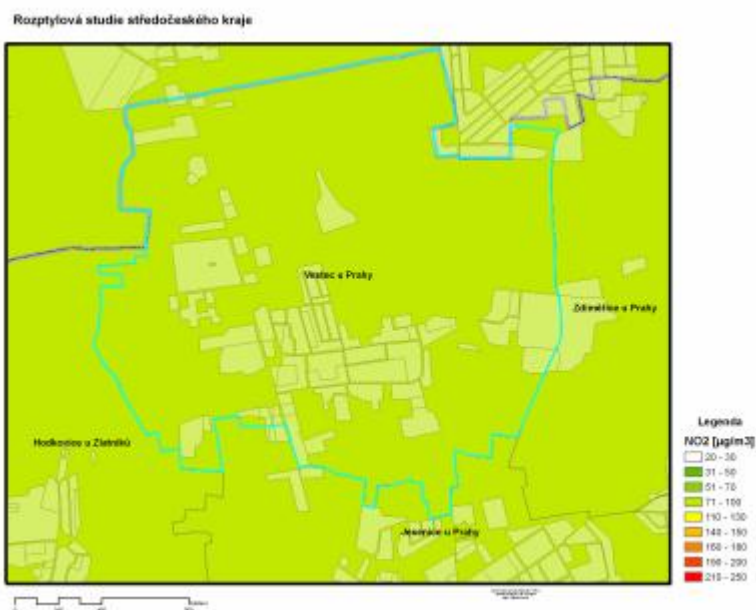 Rozptylová studie středočeského kraje
Vestec u Prahy
Zdiměřice u Prahy
Hodkovice u Zlatníků
Jesenice u Prahy
Legenda
NO2 [µg/m3]
20 - 30
31 - 50
51 - 70
71 - 100
110 - 130
140 - 150
160 - 180
190 - 200
210 - 250